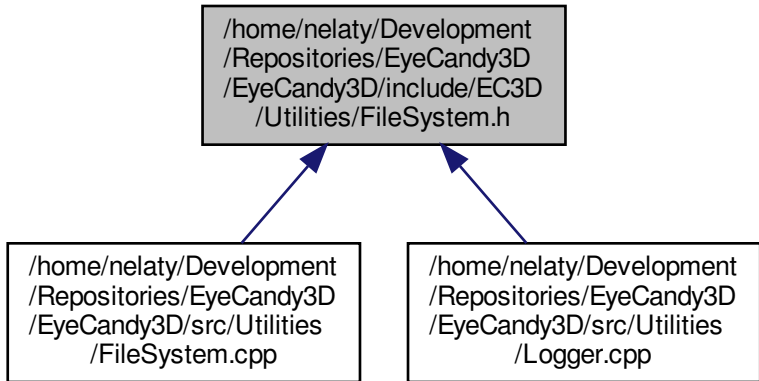 /home/nelaty/Development
/Repositories/EyeCandy3D
/EyeCandy3D/include/EC3D
/Utilities/FileSystem.h
/home/nelaty/Development
/Repositories/EyeCandy3D
/EyeCandy3D/src/Utilities
/FileSystem.cpp
/home/nelaty/Development
/Repositories/EyeCandy3D
/EyeCandy3D/src/Utilities
/Logger.cpp